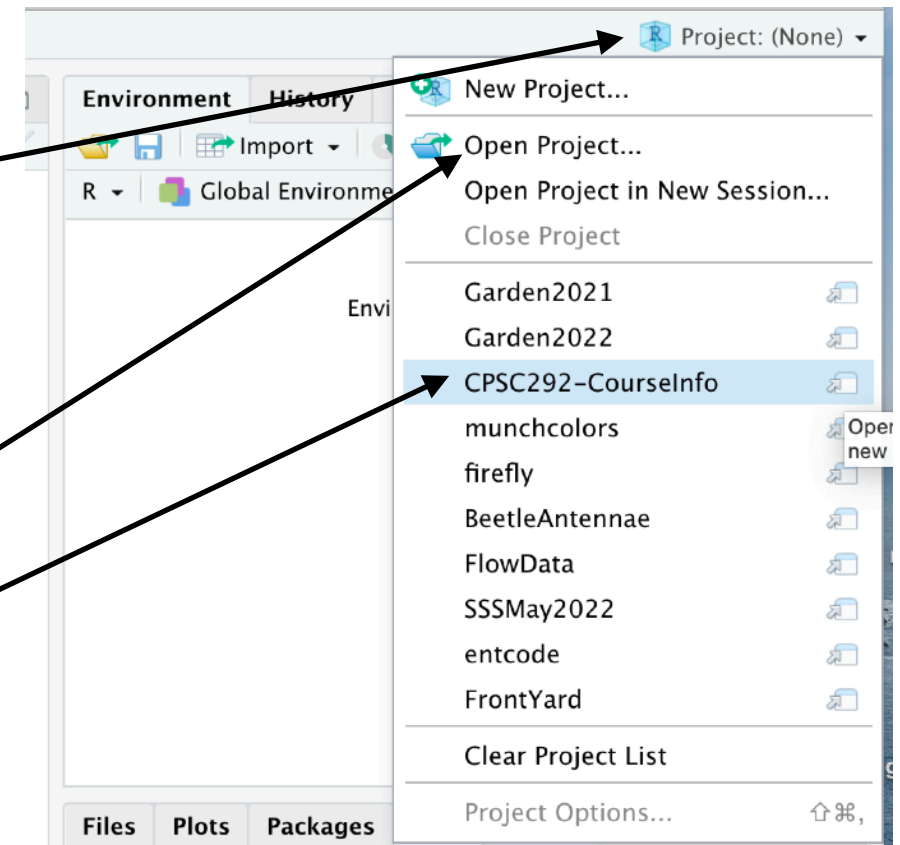 Project: (None)
Environment History
New Project...
Import
Open Project...
R Global Environme
Open Project in New Session...
Close Project
Envi
Garden2021
Garden2022
CPSC292-CourseInfo
munchcolors
Oper
new
firefly
BeetleAntennae
FlowData
SSSMay2022
entcode
FrontYard
Clear Project List
Files Plots Packages
Project Options... ⇧⌘,